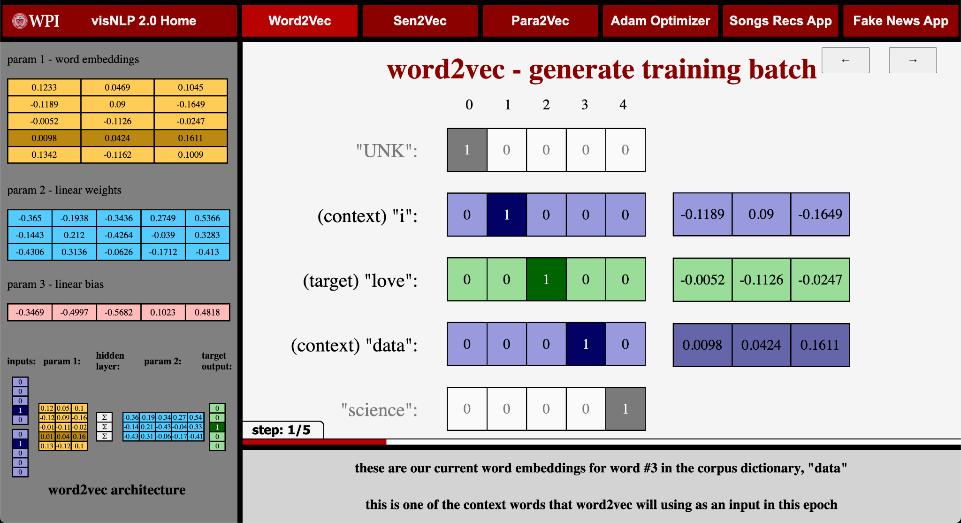 WPI visNLP 2.0 Home Word2Vec Sen2Vec Para2Vec Adam Optimizer Songs Recs App Fake News App
param 1 - word embeddings
0.1233 0.0469 0.1045
-0.1189 0.09 -0.1649
-0.0052 -0.1126 -0.0247
0.0098 0.0424 0.1611
0.1342 -0.1162 0.1009
param 2 - linear weights
-0.365 -0.1938 -0.3436 0.2749 0.5366
-0.1443 0.212 -0.4264 -0.039 0.3283
-0.4306 0.3136 -0.0626 -0.1712 -0.413
param 3 - linear bias
-0.3469 -0.4997 -0.5682 0.1023 0.4818
inputs: param 1: hidden layer: param 2: target output:
0
0
0
1
0
0
1
0
0
0
0.12 0.05 0.1
-0.12 0.09 -0.16
-0.01 -0.11 -0.02
0.01 0.04 0.16
0.13 -0.12 0.1
Σ
Σ
Σ
-0.36 -0.19 -0.34 0.27 0.54
-0.14 0.21 -0.43 -0.04 0.33
-0.43 0.31 -0.06 -0.17 -0.41
0
0
1
0
0
word2vec architecture
word2vec - generate training batch
← →
0 1 2 3 4
"UNK": 1 0 0 0 0
(context) "i": 0 1 0 0 0 -0.1189 0.09 -0.1649
(target) "love": 0 0 1 0 0 -0.0052 -0.1126 -0.0247
(context) "data": 0 0 0 1 0 0.0098 0.0424 0.1611
"science": 0 0 0 0 1
step: 1/5
these are our current word embeddings for word #3 in the corpus dictionary, "data"
this is one of the context words that word2vec will using as an input in this epoch